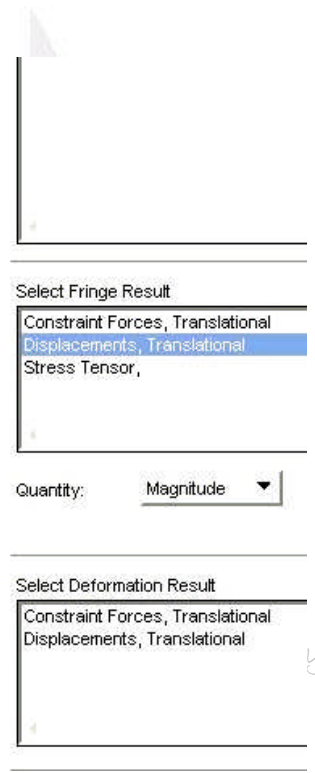 Select Fringe Result
Constraint Forces, Translational
Displacements, Translational
Stress Tensor,
Quantity: Magnitude
Select Deformation Result
Constraint Forces, Translational
Displacements, Translational